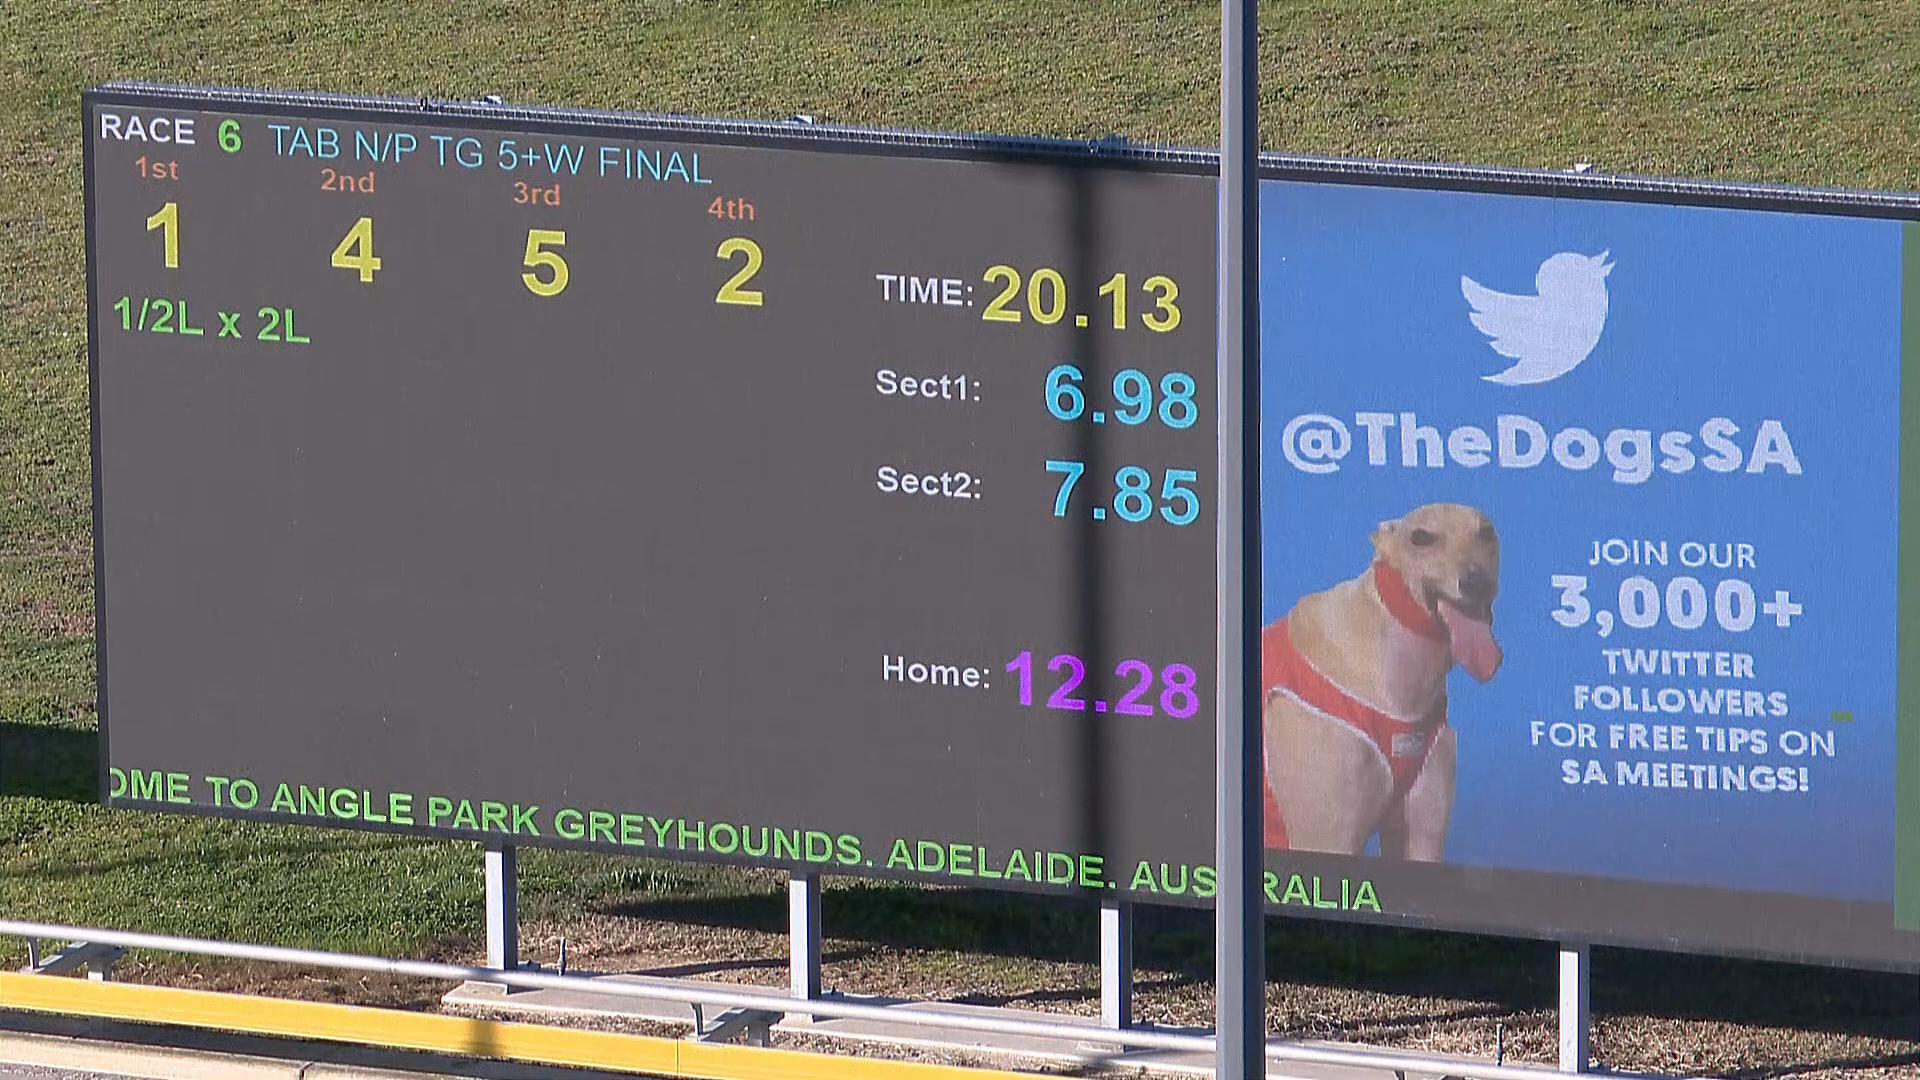 RACE 6 TAB N/P TG 5+W FINAL
1st 2nd 3rd 4th
1 4 5 2
1/2L x 2L
TIME: 20.13
Sect1: 6.98
Sect2: 7.85
Home: 12.28
OME TO ANGLE PARK GREYHOUNDS. ADELAIDE. AUS RALIA
@TheDogsSA
JOIN OUR
3,000+
TWITTER
FOLLOWERS
FOR FREE TIPS ON
SA MEETINGS!